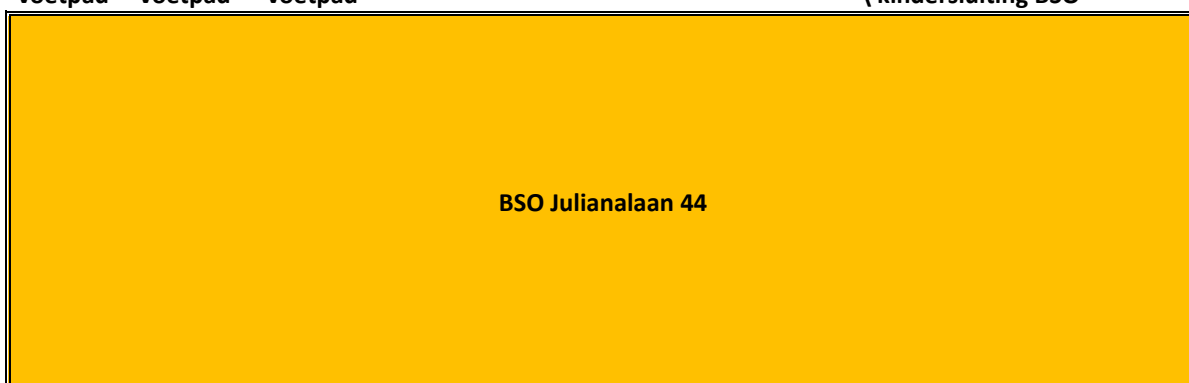 voetpad voetpad voetpad \ kindersluiting BSO
BSO Julianalaan 44